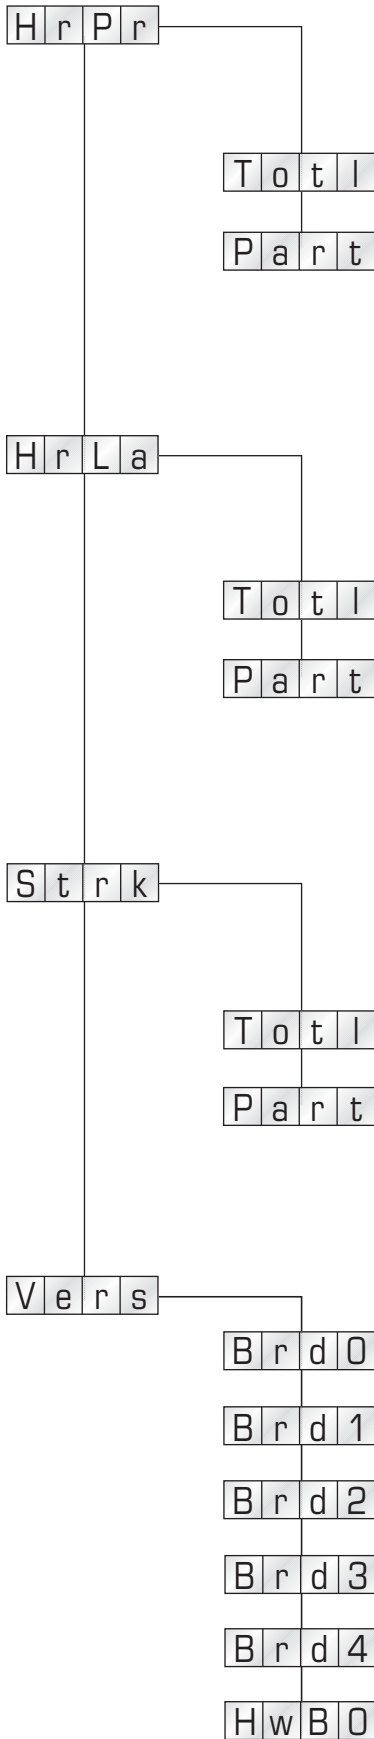 HrPr
Totl
Part
HrLa
Totl
Part
Strk
Totl
Part
Vers
Brd0
Brd1
Brd2
Brd3
Brd4
HwB0